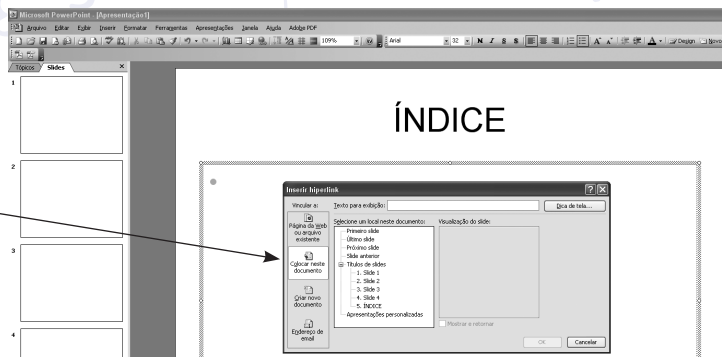 Microsoft PowerPoint - [Apresentação1]
Arquivo Editar Exibir Inserir Formatar Ferramentas Apresentações Janela Ajuda Adobe PDF
109% Arial 32 N I S S A A A Design Novo
Tópicos Slides x
1
2
3
4
ÍNDICE
Inserir hiperlink
Vincular a:
Texto para exibição:
Dica de tela...
Página da Web ou arquivo existente
Colocar neste documento
Criar novo documento
Endereço de email
Selecione um local neste documento:
Primeiro slide
Último slide
Próximo slide
Slide anterior
Títulos de slides
1. Slide 1
2. Slide 2
3. Slide 3
4. Slide 4
5. ÍNDICE
Apresentações personalizadas
Visualização do slide:
Mostrar e retornar
OK
Cancelar